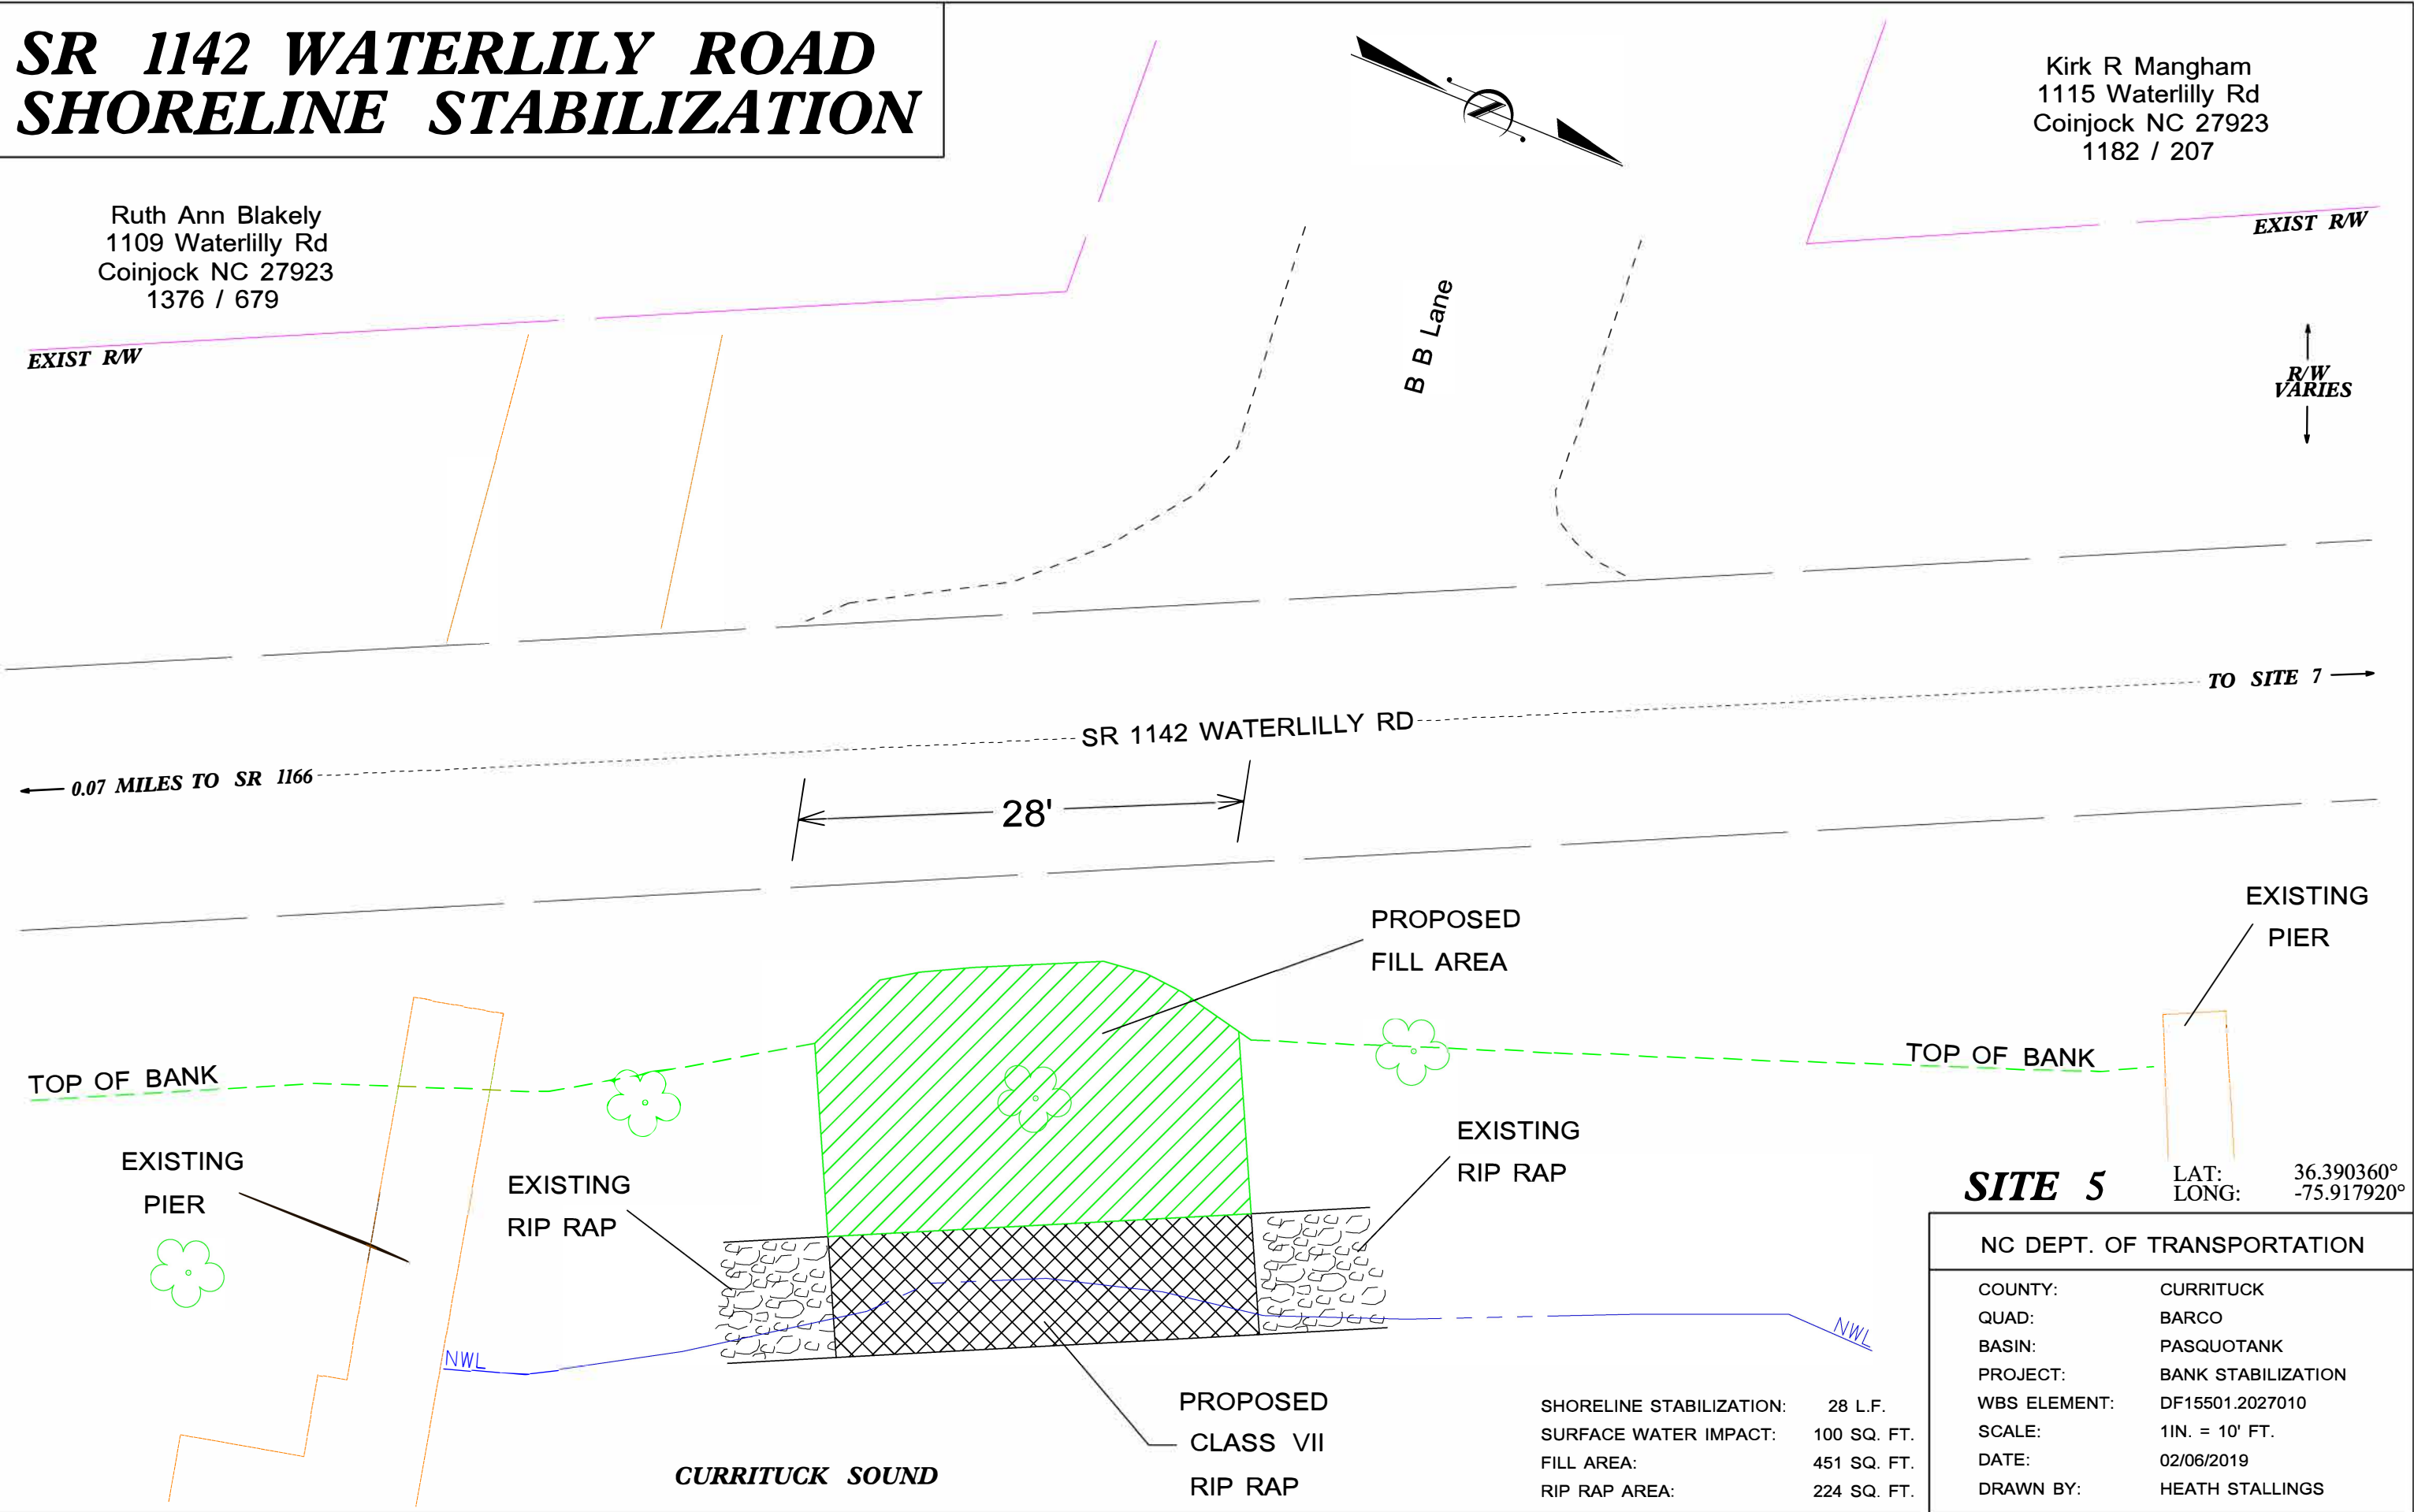 SR 1142 WATERLILY ROAD
SHORELINE STABILIZATION
Kirk R Mangham
1115 Waterlilly Rd
Coinjock NC 27923
1182 / 207
Ruth Ann Blakely
1109 Waterlilly Rd
Coinjock NC 27923
1376 / 679
EXIST R/W
EXIST R/W
B B Lane
R/W
VARIES
TO SITE 7
SR 1142 WATERLILLY RD
0.07 MILES TO SR 1166
28'
PROPOSED
FILL AREA
EXISTING
PIER
TOP OF BANK
TOP OF BANK
EXISTING
PIER
EXISTING
RIP RAP
EXISTING
RIP RAP
NWL
NWL
PROPOSED
CLASS VII
RIP RAP
CURRITUCK SOUND
SHORELINE STABILIZATION: 28 L.F.
SURFACE WATER IMPACT: 100 SQ. FT.
FILL AREA: 451 SQ. FT.
RIP RAP AREA: 224 SQ. FT.
SITE 5
LAT: 36.390360°
LONG: -75.917920°
NC DEPT. OF TRANSPORTATION
COUNTY: CURRITUCK
QUAD: BARCO
BASIN: PASQUOTANK
PROJECT: BANK STABILIZATION
WBS ELEMENT: DF15501.2027010
SCALE: 1IN. = 10' FT.
DATE: 02/06/2019
DRAWN BY: HEATH STALLINGS